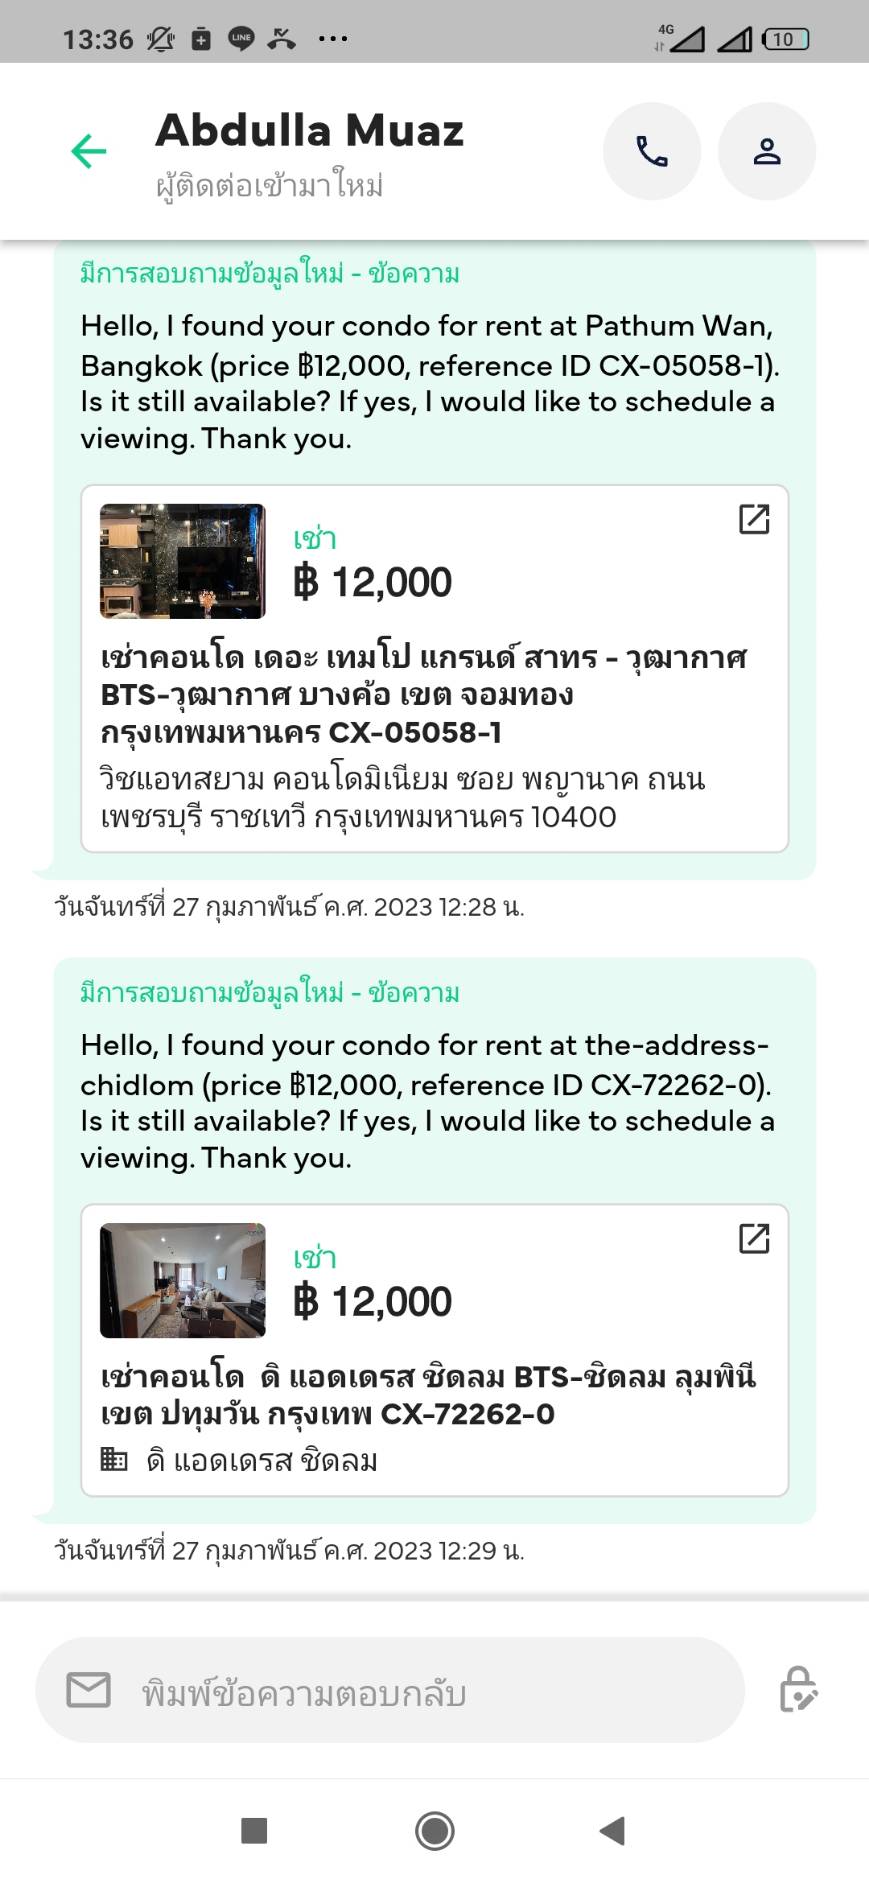 13:36
LINE
4G
10
Abdulla Muaz
ผู้ติดต่อเข้ามาใหม่
มีการสอบถามข้อมูลใหม่ - ข้อความ
Hello, I found your condo for rent at Pathum Wan,
Bangkok (price ฿12,000, reference ID CX-05058-1).
Is it still available? If yes, I would like to schedule a
viewing. Thank you.
เช่า
฿ 12,000
เช่าคอนโด เดอะ เทมโป แกรนด์ สาทร - วุฒากาศ
BTS-วุฒากาศ บางค้อ เขต จอมทอง
กรุงเทพมหานคร CX-05058-1
วิชแอทสยาม คอนโดมิเนียม ซอย พญานาค ถนน
เพชรบุรี ราชเทวี กรุงเทพมหานคร 10400
วันจันทร์ที่ 27 กุมภาพันธ์ ค.ศ. 2023 12:28 น.
มีการสอบถามข้อมูลใหม่ - ข้อความ
Hello, I found your condo for rent at the-address-
chidlom (price ฿12,000, reference ID CX-72262-0).
Is it still available? If yes, I would like to schedule a
viewing. Thank you.
เช่า
฿ 12,000
เช่าคอนโด  ดิ แอดเดรส ชิดลม BTS-ชิดลม ลุมพินี
เขต ปทุมวัน กรุงเทพ CX-72262-0
ดิ แอดเดรส ชิดลม
วันจันทร์ที่ 27 กุมภาพันธ์ ค.ศ. 2023 12:29 น.
พิมพ์ข้อความตอบกลับ